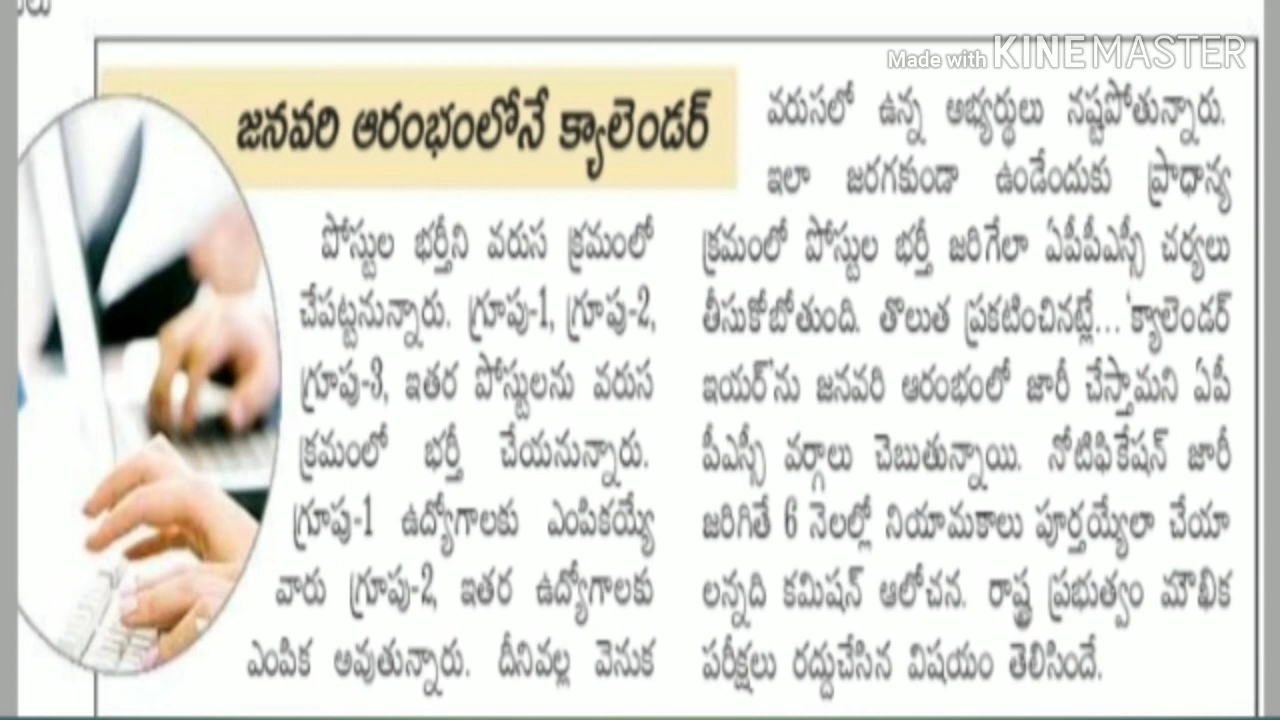 Made with KINEMASTER
జనవరి ఆరంభంలోనే క్యాలెండర్
పోస్టుల భర్తీని వరుస క్రమంలో
చేపట్టనున్నారు. గ్రూపు-1, గ్రూపు-2,
గ్రూపు-3, ఇతర పోస్టులను వరుస
క్రమంలో భర్తీ చేయనున్నారు.
గ్రూపు-1 ఉద్యోగాలకు ఎంపికయ్యే
వారు గ్రూపు-2, ఇతర ఉద్యోగాలకు
ఎంపిక అవుతున్నారు. దీనివల్ల వెనుక
వరుసలో ఉన్న అభ్యర్థులు నష్టపోతున్నారు.
ఇలా జరగకుండా ఉండేందుకు ప్రాధాన్య
క్రమంలో పోస్టుల భర్తీ జరిగేలా ఏపీపీఎస్సీ చర్యలు
తీసుకోబోతుంది. తొలుత ప్రకటించినట్లే... 'క్యాలెండర్
ఇయర్'ను జనవరి ఆరంభంలో జారీ చేస్తామని ఏపీ
పీఎస్సీ వర్గాలు చెబుతున్నాయి. నోటిఫికేషన్ జారీ
జరిగితే 6 నెలల్లో నియామకాలు పూర్తయ్యేలా చేయా
లన్నది కమిషన్ ఆలోచన. రాష్ట్ర ప్రభుత్వం మౌఖిక
పరీక్షలు రద్దుచేసిన విషయం తెలిసిందే.